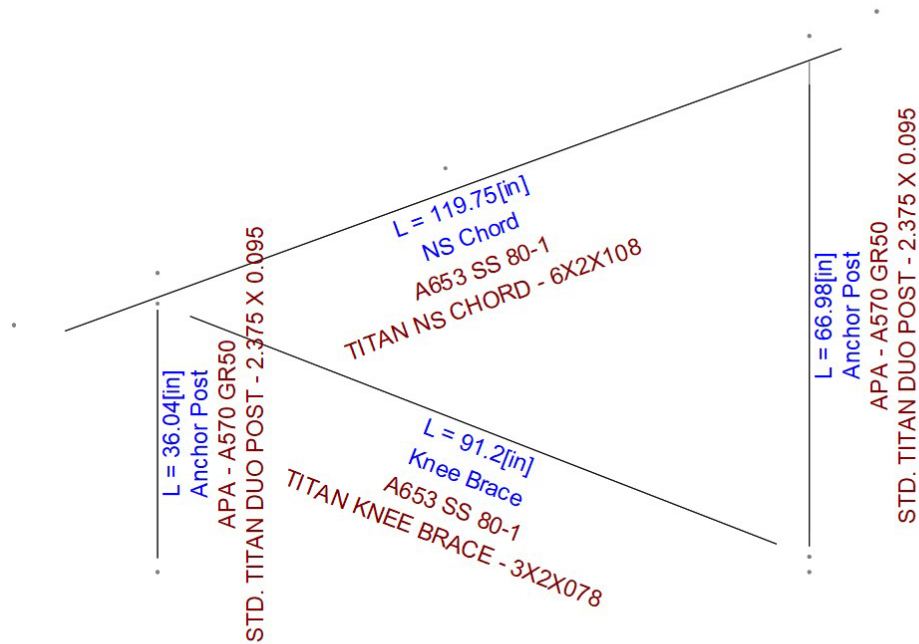 L = 119.75[in]
NS Chord
A653 SS 80-1
TITAN NS CHORD - 6X2X108
L = 36.04[in]
Anchor Post
APA - A570 GR50
STD. TITAN DUO POST - 2.375 X 0.095
L = 91.2[in]
Knee Brace
A653 SS 80-1
TITAN KNEE BRACE - 3X2X078
L = 66.98[in]
Anchor Post
APA - A570 GR50
STD. TITAN DUO POST - 2.375 X 0.095